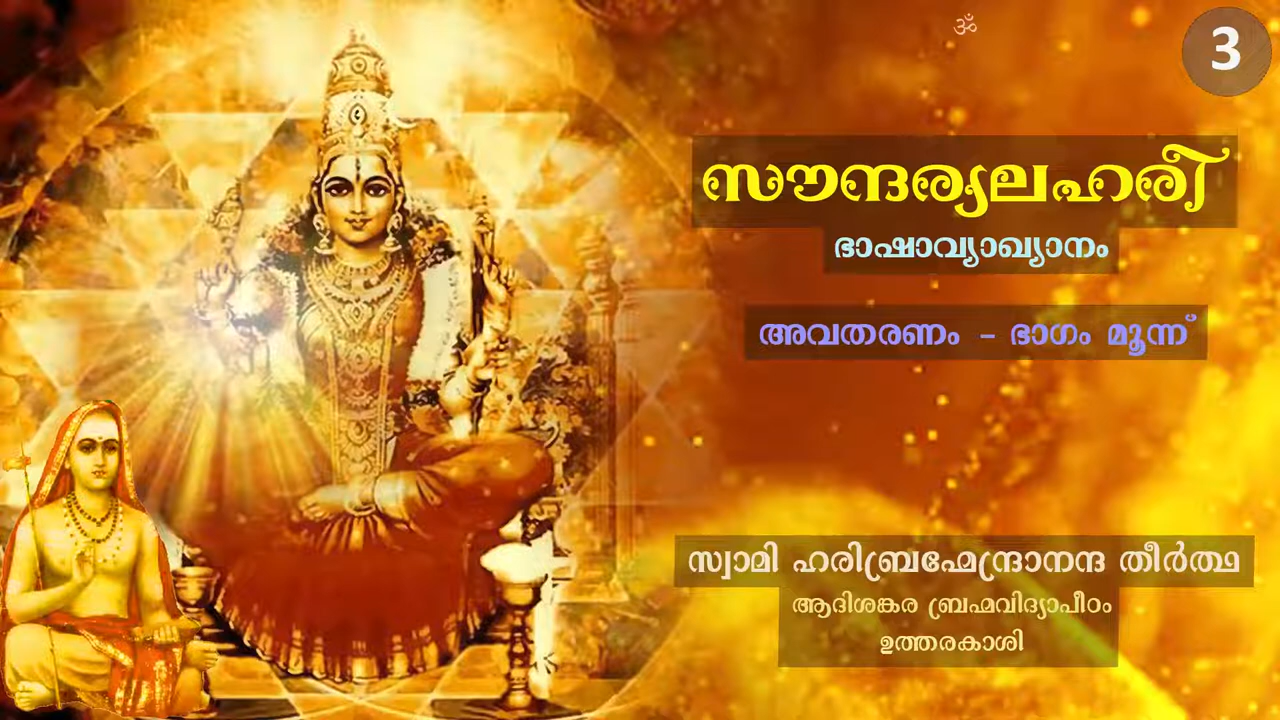 ॐ
3
സൗന്ദര്യലഹരീ
ഭാഷാവ്യാഖ്യാനം
അവതരണം - ഭാഗം മൂന്ന്
സ്വാമി ഹരിബ്രഹ്മേന്ദ്രാനന്ദ തീർത്ഥ
ആദിശങ്കര ബ്രഹ്മവിദ്യാപീഠം
ഉത്തരകാശി